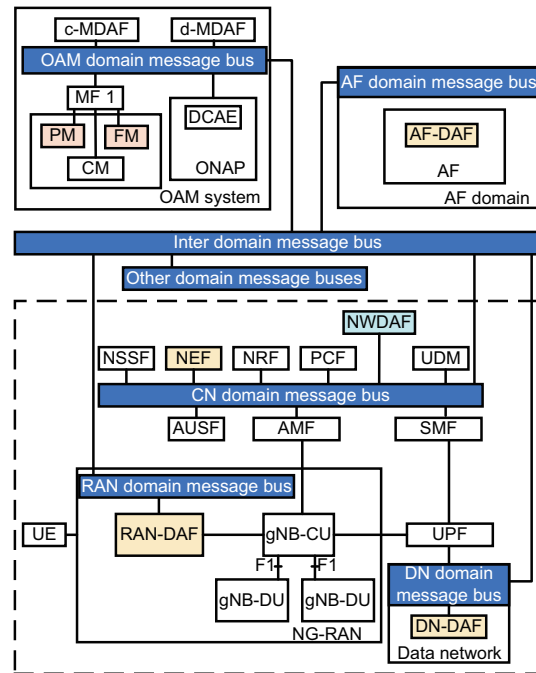 c-MDAF
d-MDAF
OAM domain message bus
MF 1
PM
FM
CM
DCAE
ONAP
OAM system
AF domain message bus
AF-DAF
AF
AF domain
Inter domain message bus
Other domain message buses
NWDAF
NSSF
NEF
NRF
PCF
UDM
CN domain message bus
AUSF
AMF
SMF
RAN domain message bus
UE
RAN-DAF
gNB-CU
UPF
F1
F1
gNB-DU
gNB-DU
NG-RAN
DN domain
message bus
DN-DAF
Data network